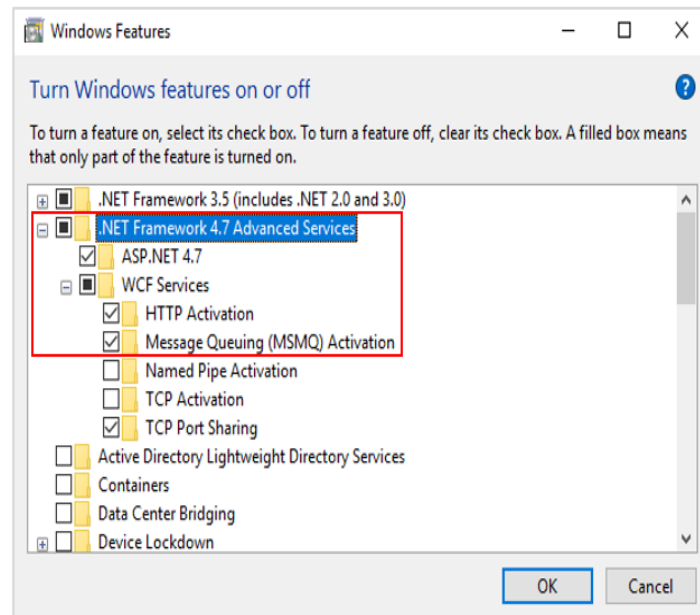 Windows Features
Turn Windows features on or off
To turn a feature on, select its check box. To turn a feature off, clear its check box. A filled box means
that only part of the feature is turned on.
.NET Framework 3.5 (includes .NET 2.0 and 3.0)
.NET Framework 4.7 Advanced Services
ASP.NET 4.7
WCF Services
HTTP Activation
Message Queuing (MSMQ) Activation
Named Pipe Activation
TCP Activation
TCP Port Sharing
Active Directory Lightweight Directory Services
Containers
Data Center Bridging
Device Lockdown
OK Cancel